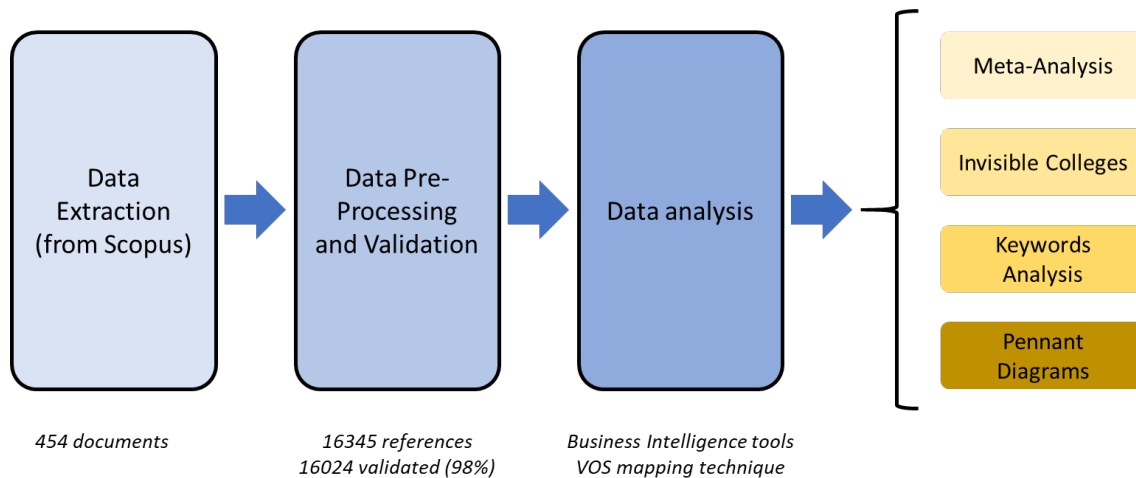 Data
Extraction
(from Scopus)
Data Pre-
Processing
and Validation
Data analysis
Meta-Analysis
Invisible Colleges
Keywords
Analysis
Pennant
Diagrams
454 documents
16345 references
16024 validated (98%)
Business Intelligence tools
VOS mapping technique